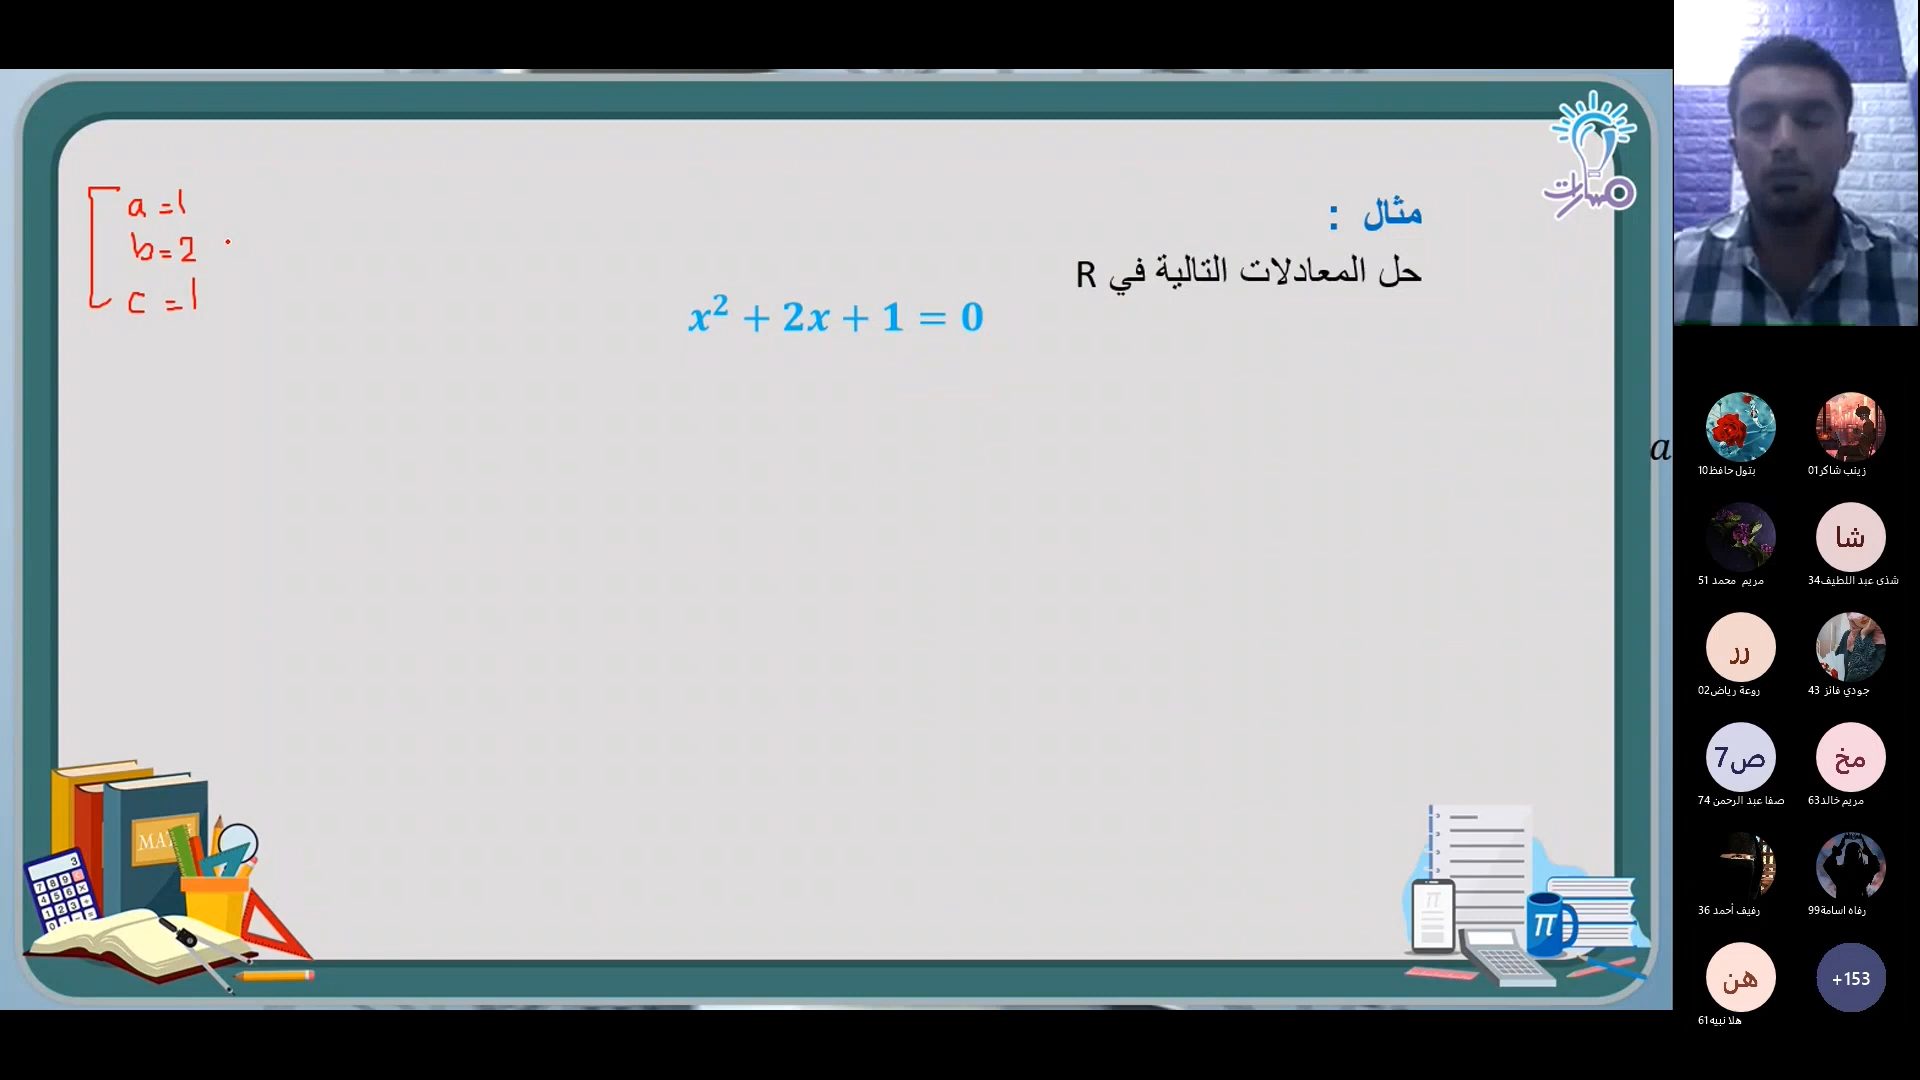 مسارات
مثال :
حل المعادلات التالية في R
x² + 2x + 1 = 0
a = 1
b = 2
c = 1
a
MA
π
π
بتول حافظ10
زينب شاكر01
مريم محمد 51
شا
شذى عبد اللطيف34
رر
روعة رياض02
جودي فائز 43
ص7
صفا عبد الرحمن 74
مخ
مريم خالد63
رفيف أحمد 36
رفاه اسامة99
هن
هلا نبيه61
+153